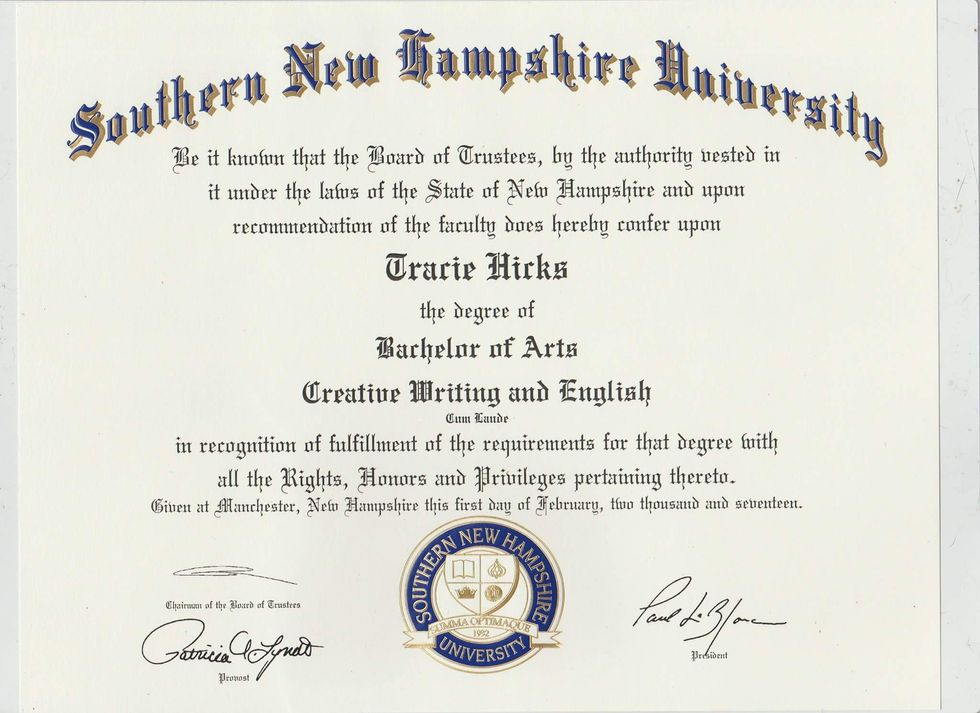 Southern New Hampshire University
Be it known that the Board of Trustees, by the authority vested in
it under the laws of the State of New Hampshire and upon
recommendation of the faculty does hereby confer upon
Tracie Hicks
the degree of
Bachelor of Arts
Creative Writing and English
Cum Laude
in recognition of fulfillment of the requirements for that degree with
all the Rights, Honors and Privileges pertaining thereto.
Given at Manchester, New Hampshire this first day of February, two thousand and seventeen.
SOUTHERN NEW HAMPSHIRE
SUMMA OPTIMAQUE
1932
UNIVERSITY
Chairman of the Board of Trustees
Patricia A Lynott
Provost
Paul LeBlanc
President